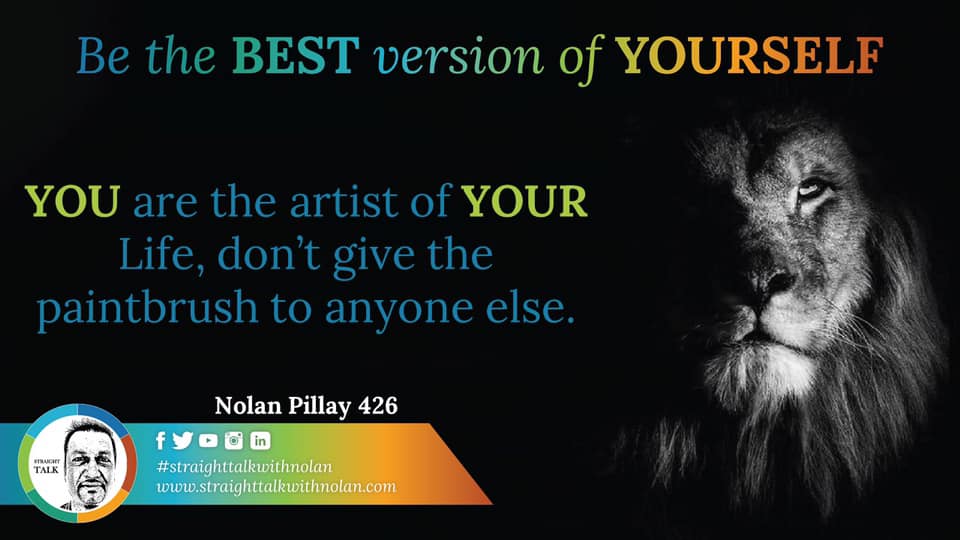 Be the BEST version of YOURSELF
YOU are the artist of YOUR
Life, don’t give the
paintbrush to anyone else.
Nolan Pillay 426
STRAIGHT
TALK
#straighttalkwithnolan
www.straighttalkwithnolan.com